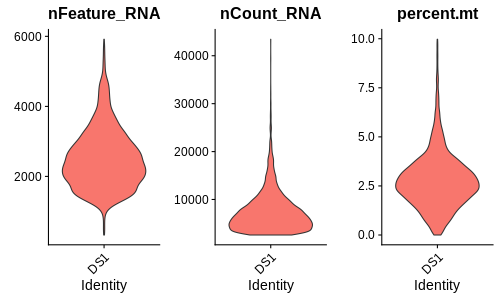 nFeature_RNA
6000
4000
2000
DS1
Identity
nCount_RNA
40000
30000
20000
10000
DS1
Identity
percent.mt
10.0
7.5
5.0
2.5
0.0
DS1
Identity